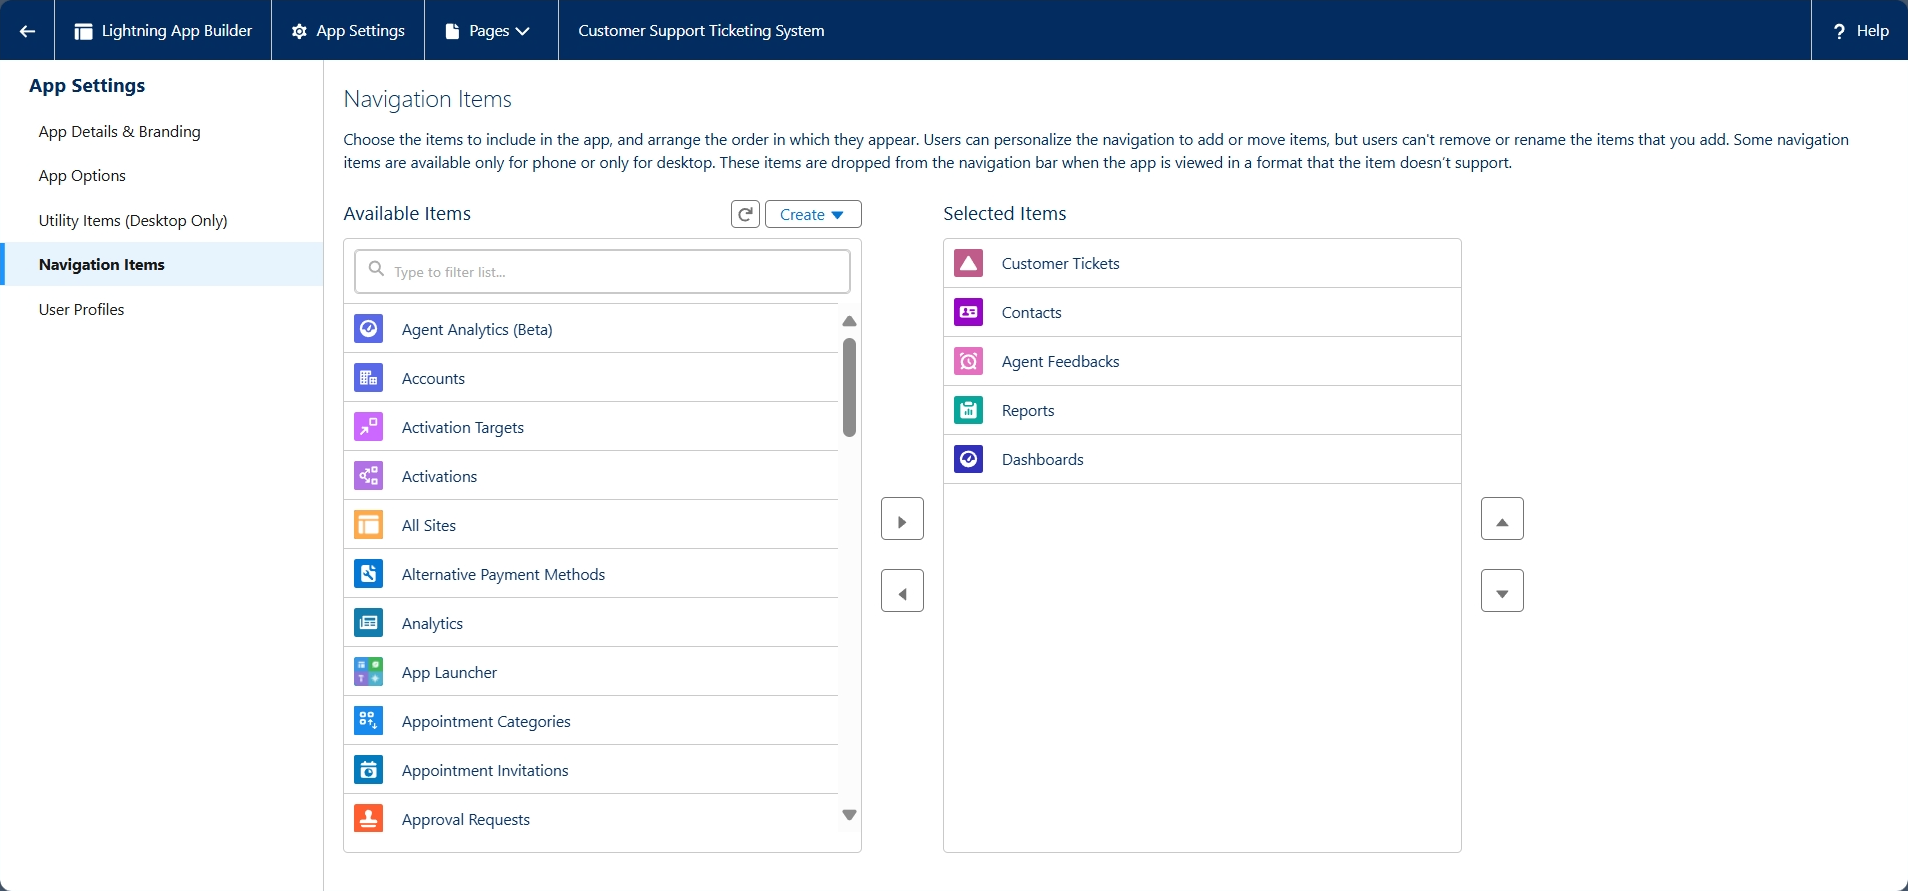 Lightning App Builder
App Settings
Pages
Customer Support Ticketing System
? Help
App Settings
App Details & Branding
App Options
Utility Items (Desktop Only)
Navigation Items
User Profiles
Navigation Items
Choose the items to include in the app, and arrange the order in which they appear. Users can personalize the navigation to add or move items, but users can't remove or rename the items that you add. Some navigation
items are available only for phone or only for desktop. These items are dropped from the navigation bar when the app is viewed in a format that the item doesn't support.
Available Items
Create
Type to filter list...
Agent Analytics (Beta)
Accounts
Activation Targets
Activations
All Sites
Alternative Payment Methods
Analytics
App Launcher
Appointment Categories
Appointment Invitations
Approval Requests
Selected Items
Customer Tickets
Contacts
Agent Feedbacks
Reports
Dashboards